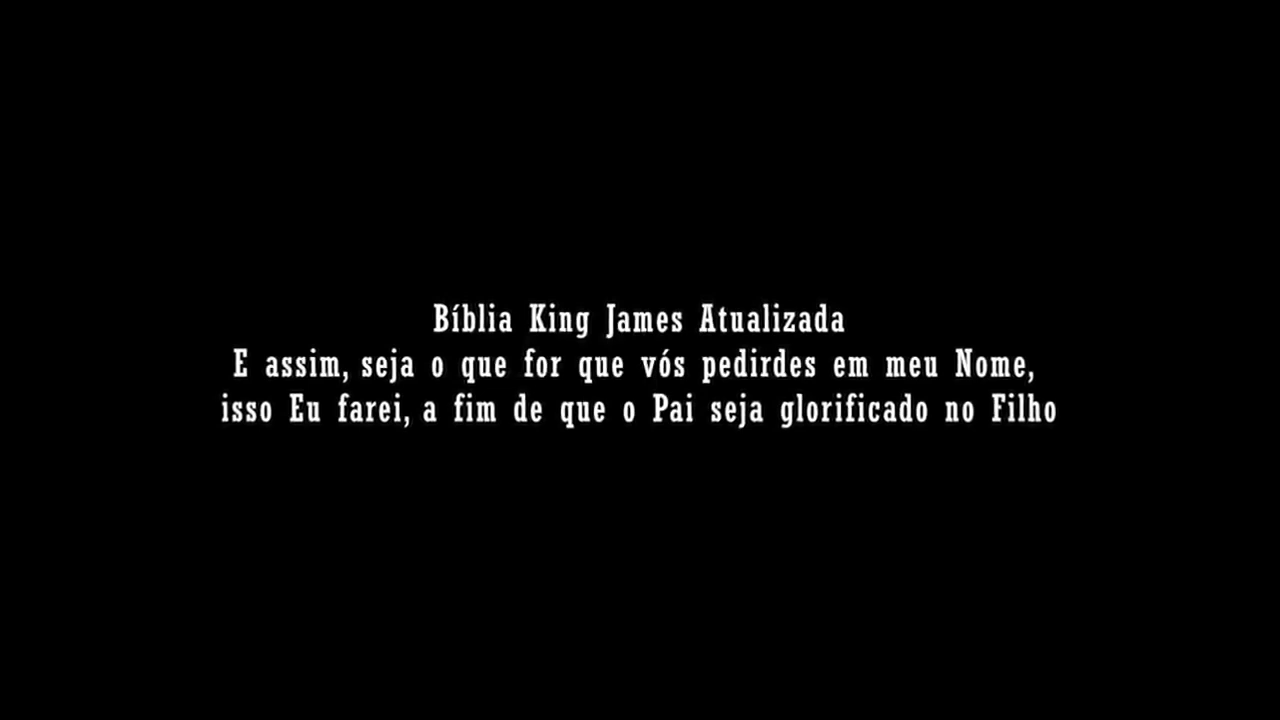 Bíblia King James Atualizada
E assim, seja o que for que vós pedirdes em meu Nome,
isso Eu farei, a fim de que o Pai seja glorificado no Filho